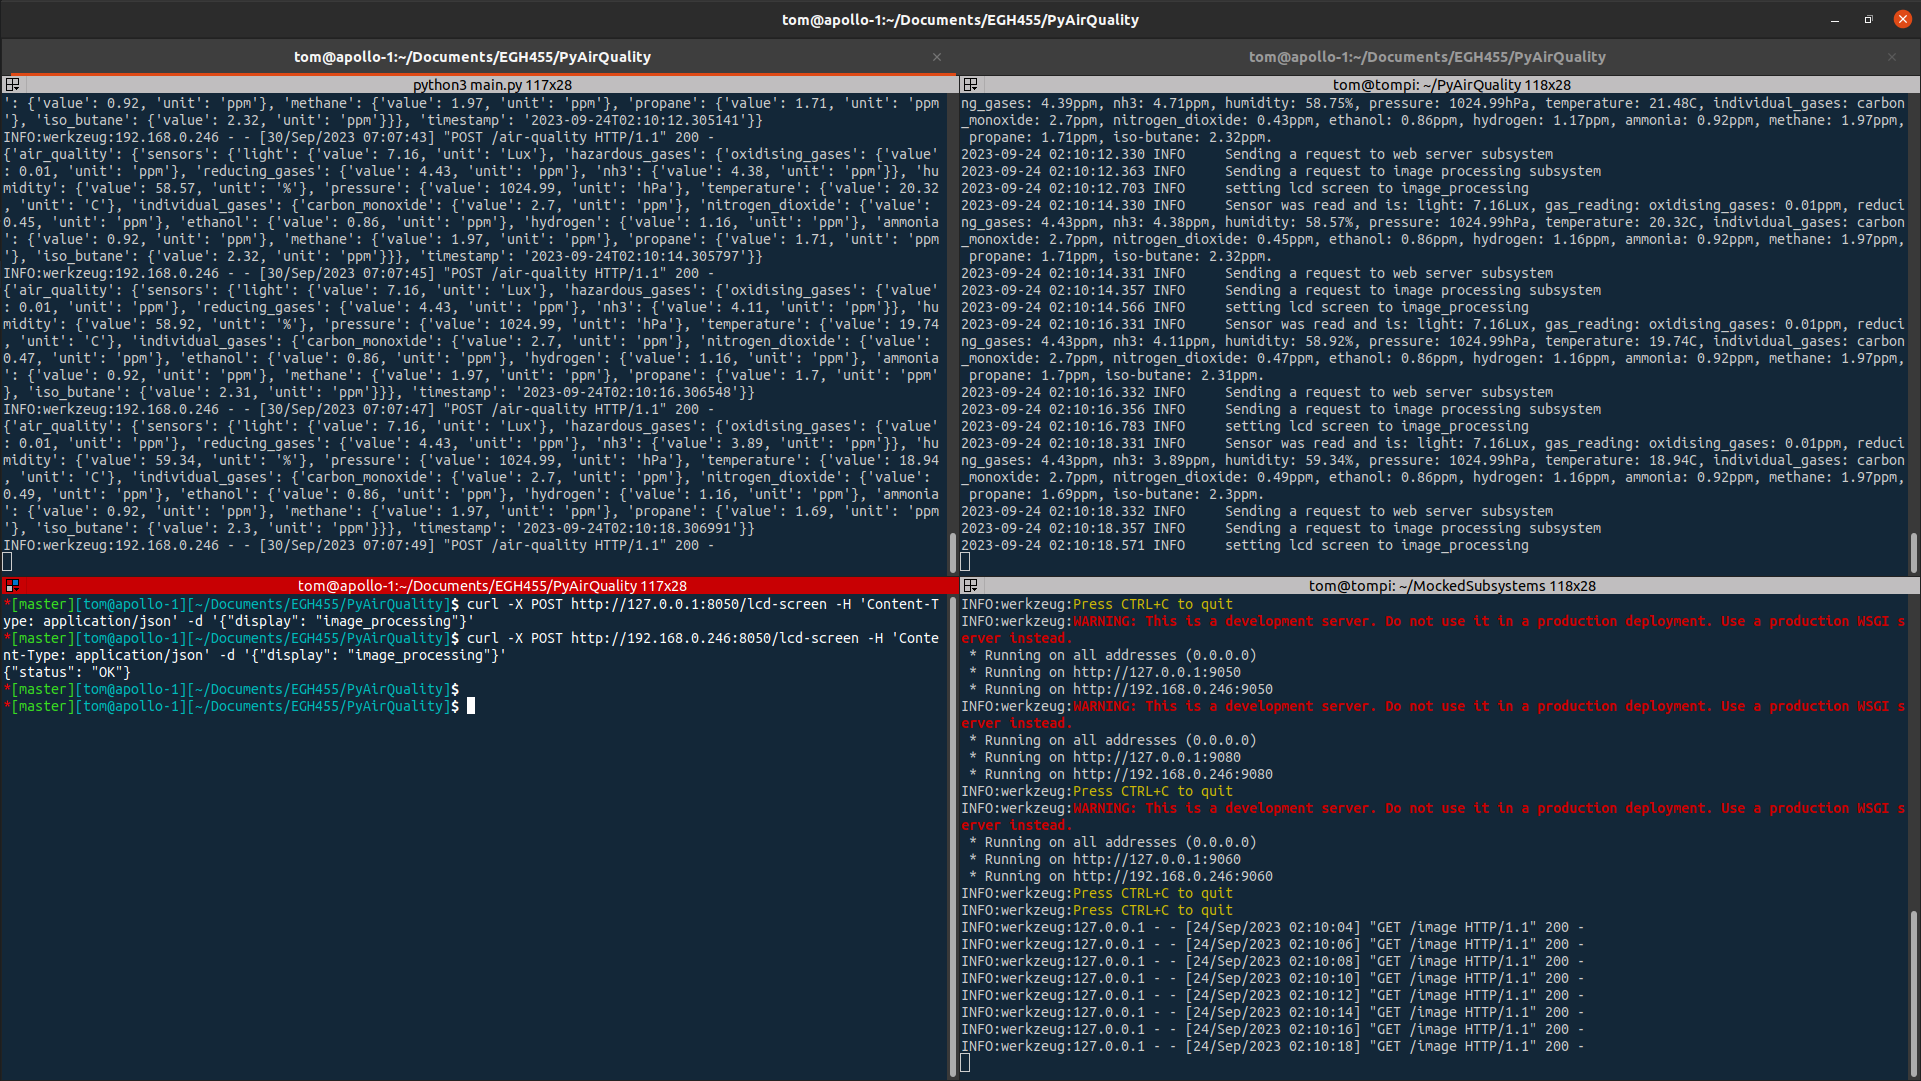 tom@apollo-1:~/Documents/EGH455/PyAirQuality
tom@apollo-1:~/Documents/EGH455/PyAirQuality
tom@apollo-1:~/Documents/EGH455/PyAirQuality
python3 main.py 117x28
': {'value': 0.92, 'unit': 'ppm'}, 'methane': {'value': 1.97, 'unit': 'ppm'}, 'propane': {'value': 1.71, 'unit': 'ppm
'}, 'iso_butane': {'value': 2.32, 'unit': 'ppm'}}}, 'timestamp': '2023-09-24T02:10:12.305141'}}
INFO:werkzeug:192.168.0.246 - - [30/Sep/2023 07:07:43] "POST /air-quality HTTP/1.1" 200 -
{'air_quality': {'sensors': {'light': {'value': 7.16, 'unit': 'Lux'}, 'hazardous_gases': {'oxidising_gases': {'value'
: 0.01, 'unit': 'ppm'}, 'reducing_gases': {'value': 4.43, 'unit': 'ppm'}, 'nh3': {'value': 4.38, 'unit': 'ppm'}}, 'hu
midity': {'value': 58.57, 'unit': '%'}, 'pressure': {'value': 1024.99, 'unit': 'hPa'}, 'temperature': {'value': 20.32
, 'unit': 'C'}, 'individual_gases': {'carbon_monoxide': {'value': 2.7, 'unit': 'ppm'}, 'nitrogen_dioxide': {'value': 
0.45, 'unit': 'ppm'}, 'ethanol': {'value': 0.86, 'unit': 'ppm'}, 'hydrogen': {'value': 1.16, 'unit': 'ppm'}, 'ammonia
': {'value': 0.92, 'unit': 'ppm'}, 'methane': {'value': 1.97, 'unit': 'ppm'}, 'propane': {'value': 1.71, 'unit': 'ppm
'}, 'iso_butane': {'value': 2.32, 'unit': 'ppm'}}}, 'timestamp': '2023-09-24T02:10:14.305797'}}
INFO:werkzeug:192.168.0.246 - - [30/Sep/2023 07:07:45] "POST /air-quality HTTP/1.1" 200 -
{'air_quality': {'sensors': {'light': {'value': 7.16, 'unit': 'Lux'}, 'hazardous_gases': {'oxidising_gases': {'value'
: 0.01, 'unit': 'ppm'}, 'reducing_gases': {'value': 4.43, 'unit': 'ppm'}, 'nh3': {'value': 4.11, 'unit': 'ppm'}}, 'hu
midity': {'value': 58.92, 'unit': '%'}, 'pressure': {'value': 1024.99, 'unit': 'hPa'}, 'temperature': {'value': 19.74
, 'unit': 'C'}, 'individual_gases': {'carbon_monoxide': {'value': 2.7, 'unit': 'ppm'}, 'nitrogen_dioxide': {'value': 
0.47, 'unit': 'ppm'}, 'ethanol': {'value': 0.86, 'unit': 'ppm'}, 'hydrogen': {'value': 1.16, 'unit': 'ppm'}, 'ammonia
': {'value': 0.92, 'unit': 'ppm'}, 'methane': {'value': 1.97, 'unit': 'ppm'}, 'propane': {'value': 1.7, 'unit': 'ppm'
}, 'iso_butane': {'value': 2.31, 'unit': 'ppm'}}}, 'timestamp': '2023-09-24T02:10:16.306548'}}
INFO:werkzeug:192.168.0.246 - - [30/Sep/2023 07:07:47] "POST /air-quality HTTP/1.1" 200 -
{'air_quality': {'sensors': {'light': {'value': 7.16, 'unit': 'Lux'}, 'hazardous_gases': {'oxidising_gases': {'value'
: 0.01, 'unit': 'ppm'}, 'reducing_gases': {'value': 4.43, 'unit': 'ppm'}, 'nh3': {'value': 3.89, 'unit': 'ppm'}}, 'hu
midity': {'value': 59.34, 'unit': '%'}, 'pressure': {'value': 1024.99, 'unit': 'hPa'}, 'temperature': {'value': 18.94
, 'unit': 'C'}, 'individual_gases': {'carbon_monoxide': {'value': 2.7, 'unit': 'ppm'}, 'nitrogen_dioxide': {'value': 
0.49, 'unit': 'ppm'}, 'ethanol': {'value': 0.86, 'unit': 'ppm'}, 'hydrogen': {'value': 1.16, 'unit': 'ppm'}, 'ammonia
': {'value': 0.92, 'unit': 'ppm'}, 'methane': {'value': 1.97, 'unit': 'ppm'}, 'propane': {'value': 1.69, 'unit': 'ppm
'}, 'iso_butane': {'value': 2.3, 'unit': 'ppm'}}}, 'timestamp': '2023-09-24T02:10:18.306991'}}
INFO:werkzeug:192.168.0.246 - - [30/Sep/2023 07:07:49] "POST /air-quality HTTP/1.1" 200 -
tom@tompi: ~/PyAirQuality 118x28
ng_gases: 4.39ppm, nh3: 4.71ppm, humidity: 58.75%, pressure: 1024.99hPa, temperature: 21.48C, individual_gases: carbon
_monoxide: 2.7ppm, nitrogen_dioxide: 0.43ppm, ethanol: 0.86ppm, hydrogen: 1.17ppm, ammonia: 0.92ppm, methane: 1.97ppm,
 propane: 1.71ppm, iso-butane: 2.32ppm.
2023-09-24 02:10:12.330 INFO     Sending a request to web server subsystem
2023-09-24 02:10:12.363 INFO     Sending a request to image processing subsystem
2023-09-24 02:10:12.703 INFO     setting lcd screen to image_processing
2023-09-24 02:10:14.330 INFO     Sensor was read and is: light: 7.16Lux, gas_reading: oxidising_gases: 0.01ppm, reduci
ng_gases: 4.43ppm, nh3: 4.38ppm, humidity: 58.57%, pressure: 1024.99hPa, temperature: 20.32C, individual_gases: carbon
_monoxide: 2.7ppm, nitrogen_dioxide: 0.45ppm, ethanol: 0.86ppm, hydrogen: 1.16ppm, ammonia: 0.92ppm, methane: 1.97ppm,
 propane: 1.71ppm, iso-butane: 2.32ppm.
2023-09-24 02:10:14.331 INFO     Sending a request to web server subsystem
2023-09-24 02:10:14.357 INFO     Sending a request to image processing subsystem
2023-09-24 02:10:14.566 INFO     setting lcd screen to image_processing
2023-09-24 02:10:16.331 INFO     Sensor was read and is: light: 7.16Lux, gas_reading: oxidising_gases: 0.01ppm, reduci
ng_gases: 4.43ppm, nh3: 4.11ppm, humidity: 58.92%, pressure: 1024.99hPa, temperature: 19.74C, individual_gases: carbon
_monoxide: 2.7ppm, nitrogen_dioxide: 0.47ppm, ethanol: 0.86ppm, hydrogen: 1.16ppm, ammonia: 0.92ppm, methane: 1.97ppm,
 propane: 1.7ppm, iso-butane: 2.31ppm.
2023-09-24 02:10:16.332 INFO     Sending a request to web server subsystem
2023-09-24 02:10:16.356 INFO     Sending a request to image processing subsystem
2023-09-24 02:10:16.783 INFO     setting lcd screen to image_processing
2023-09-24 02:10:18.331 INFO     Sensor was read and is: light: 7.16Lux, gas_reading: oxidising_gases: 0.01ppm, reduci
ng_gases: 4.43ppm, nh3: 3.89ppm, humidity: 59.34%, pressure: 1024.99hPa, temperature: 18.94C, individual_gases: carbon
_monoxide: 2.7ppm, nitrogen_dioxide: 0.49ppm, ethanol: 0.86ppm, hydrogen: 1.16ppm, ammonia: 0.92ppm, methane: 1.97ppm,
 propane: 1.69ppm, iso-butane: 2.3ppm.
2023-09-24 02:10:18.332 INFO     Sending a request to web server subsystem
2023-09-24 02:10:18.357 INFO     Sending a request to image processing subsystem
2023-09-24 02:10:18.571 INFO     setting lcd screen to image_processing
tom@apollo-1:~/Documents/EGH455/PyAirQuality 117x28
*[master][tom@apollo-1][~/Documents/EGH455/PyAirQuality]$ curl -X POST http://127.0.0.1:8050/lcd-screen -H 'Content-T
ype: application/json' -d '{"display": "image_processing"}'
*[master][tom@apollo-1][~/Documents/EGH455/PyAirQuality]$ curl -X POST http://192.168.0.246:8050/lcd-screen -H 'Conte
nt-Type: application/json' -d '{"display": "image_processing"}'
{"status": "OK"}
*[master][tom@apollo-1][~/Documents/EGH455/PyAirQuality]$
*[master][tom@apollo-1][~/Documents/EGH455/PyAirQuality]$
tom@tompi: ~/MockedSubsystems 118x28
INFO:werkzeug:Press CTRL+C to quit
INFO:werkzeug:WARNING: This is a development server. Do not use it in a production deployment. Use a production WSGI s
erver instead.
 * Running on all addresses (0.0.0.0)
 * Running on http://127.0.0.1:9050
 * Running on http://192.168.0.246:9050
INFO:werkzeug:WARNING: This is a development server. Do not use it in a production deployment. Use a production WSGI s
erver instead.
 * Running on all addresses (0.0.0.0)
 * Running on http://127.0.0.1:9080
 * Running on http://192.168.0.246:9080
INFO:werkzeug:Press CTRL+C to quit
INFO:werkzeug:WARNING: This is a development server. Do not use it in a production deployment. Use a production WSGI s
erver instead.
 * Running on all addresses (0.0.0.0)
 * Running on http://127.0.0.1:9060
 * Running on http://192.168.0.246:9060
INFO:werkzeug:Press CTRL+C to quit
INFO:werkzeug:Press CTRL+C to quit
INFO:werkzeug:127.0.0.1 - - [24/Sep/2023 02:10:04] "GET /image HTTP/1.1" 200 -
INFO:werkzeug:127.0.0.1 - - [24/Sep/2023 02:10:06] "GET /image HTTP/1.1" 200 -
INFO:werkzeug:127.0.0.1 - - [24/Sep/2023 02:10:08] "GET /image HTTP/1.1" 200 -
INFO:werkzeug:127.0.0.1 - - [24/Sep/2023 02:10:10] "GET /image HTTP/1.1" 200 -
INFO:werkzeug:127.0.0.1 - - [24/Sep/2023 02:10:12] "GET /image HTTP/1.1" 200 -
INFO:werkzeug:127.0.0.1 - - [24/Sep/2023 02:10:14] "GET /image HTTP/1.1" 200 -
INFO:werkzeug:127.0.0.1 - - [24/Sep/2023 02:10:16] "GET /image HTTP/1.1" 200 -
INFO:werkzeug:127.0.0.1 - - [24/Sep/2023 02:10:18] "GET /image HTTP/1.1" 200 -